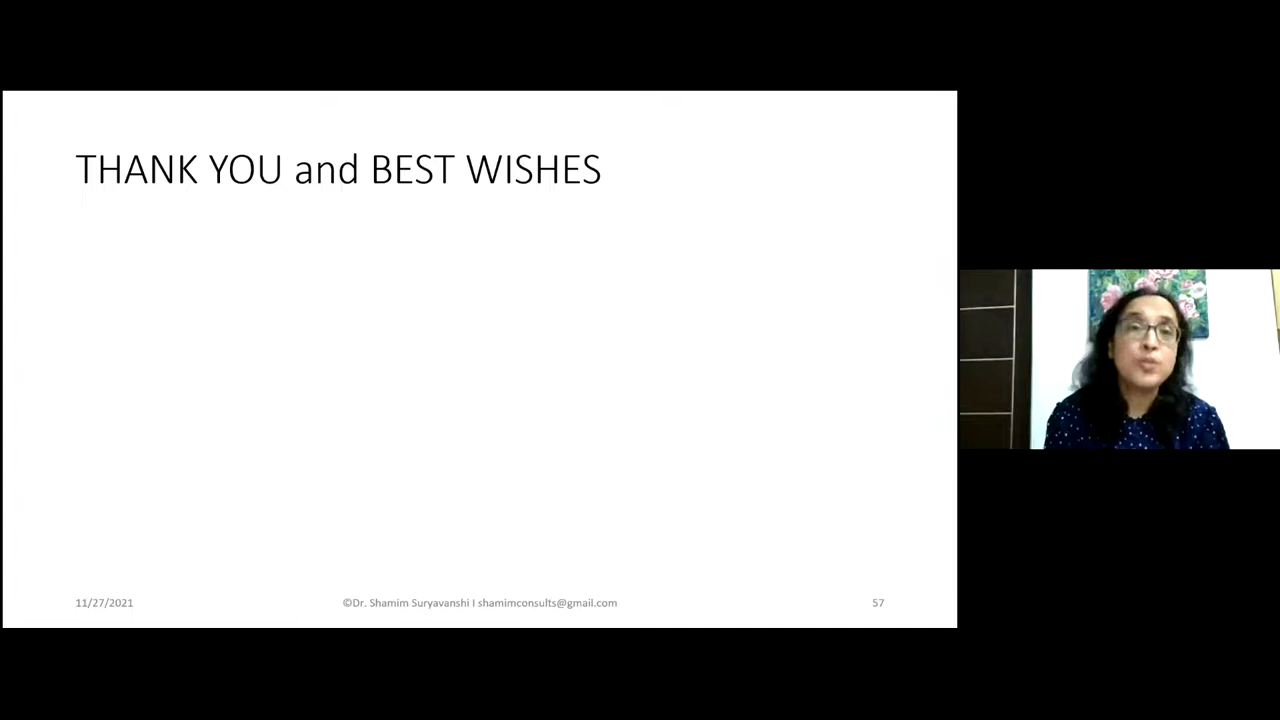 THANK YOU and BEST WISHES
11/27/2021
©Dr. Shamim Suryavanshi I shamimconsults@gmail.com
57